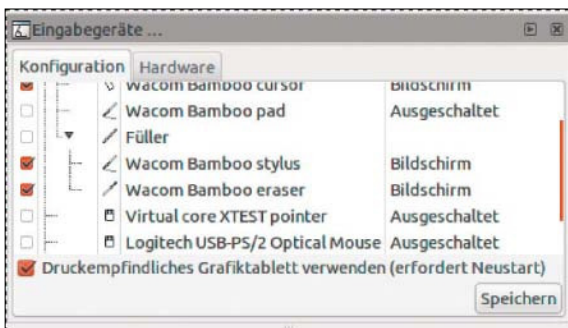 Eingabegeräte ...
Konfiguration Hardware
Wacom Bamboo cursor Bildschirm
Wacom Bamboo pad Ausgeschaltet
Füller
Wacom Bamboo stylus Bildschirm
Wacom Bamboo eraser Bildschirm
Virtual core XTEST pointer Ausgeschaltet
Logitech USB-PS/2 Optical Mouse Ausgeschaltet
Druckempfindliches Grafiktablett verwenden (erfordert Neustart)
Speichern